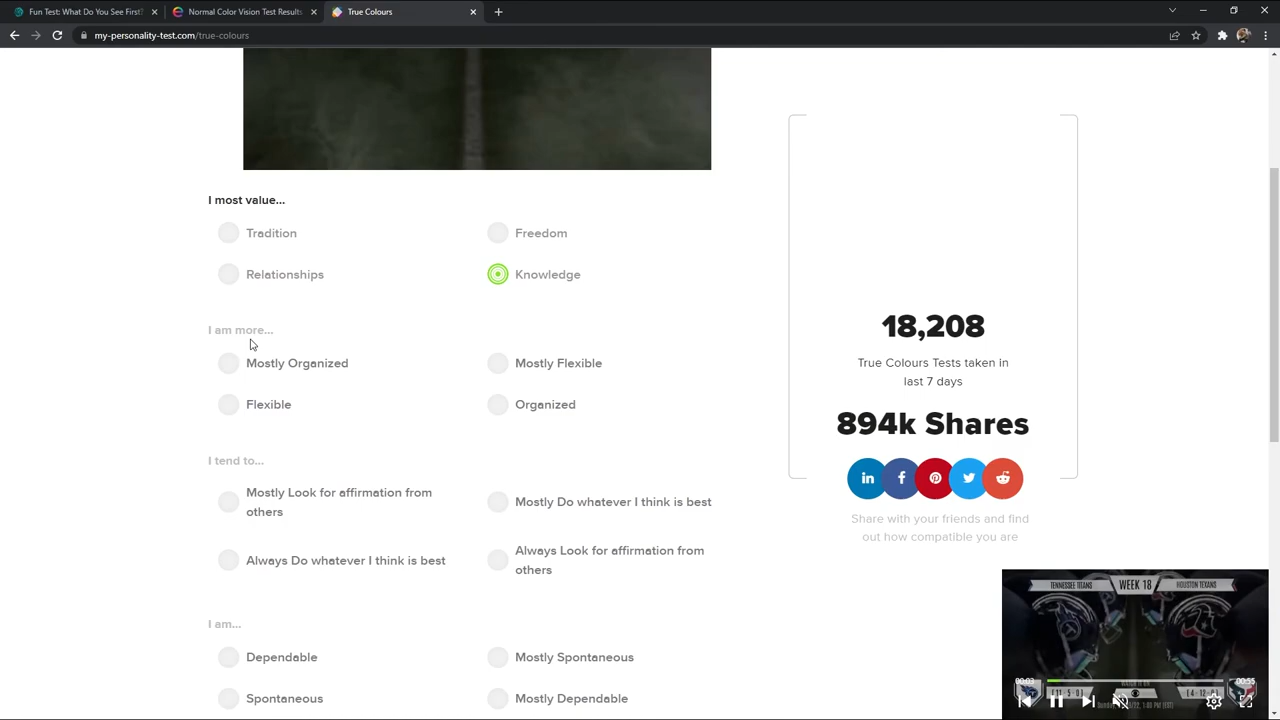 Fun Test: What Do You See First?
Normal Color Vision Test Results
True Colours
my-personality-test.com/true-colours
I most value...
Tradition
Freedom
Relationships
Knowledge
I am more...
Mostly Organized
Mostly Flexible
Flexible
Organized
I tend to...
Mostly Look for affirmation from
others
Mostly Do whatever I think is best
Always Do whatever I think is best
Always Look for affirmation from
others
I am...
Dependable
Mostly Spontaneous
Spontaneous
Mostly Dependable
18,208
True Colours Tests taken in
last 7 days
894k Shares
Share with your friends and find
out how compatible you are
TENNESSEE TITANS
WEEK 18
HOUSTON TEXANS
00:03
00:55